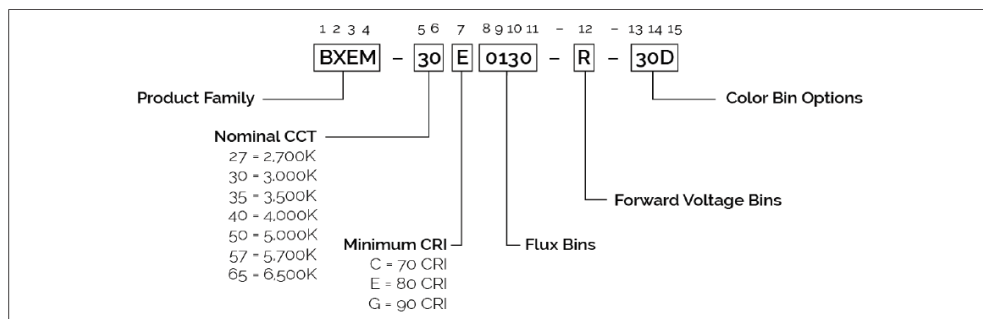 1 2 3 4 5 6 7 8 9 10 11 - 12 - 13 14 15
BXEM - 30 E 0130 - R - 30D
Product Family
Color Bin Options
Nominal CCT
27 = 2,700K
30 = 3,000K
35 = 3,500K
40 = 4,000K
50 = 5,000K
57 = 5,700K
65 = 6,500K
Forward Voltage Bins
Minimum CRI
C = 70 CRI
E = 80 CRI
G = 90 CRI
Flux Bins